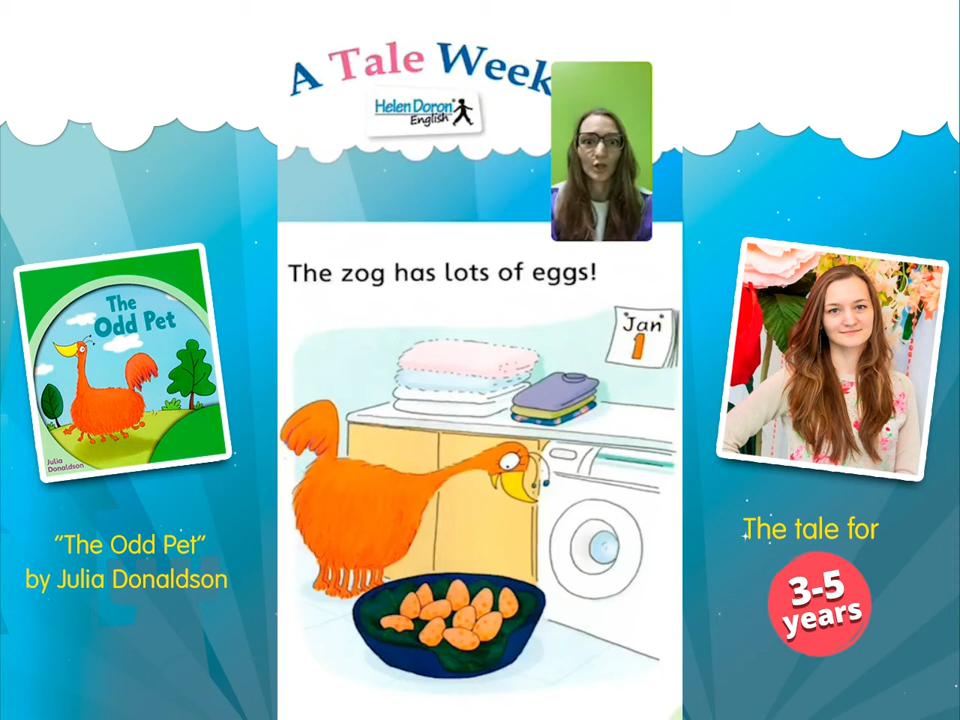 A Tale Week
Helen Doron
English
The zog has lots of eggs!
Jan
1
The
Odd Pet
Julia
Donaldson
"The Odd Pet"
by Julia Donaldson
The tale for
3-5
years